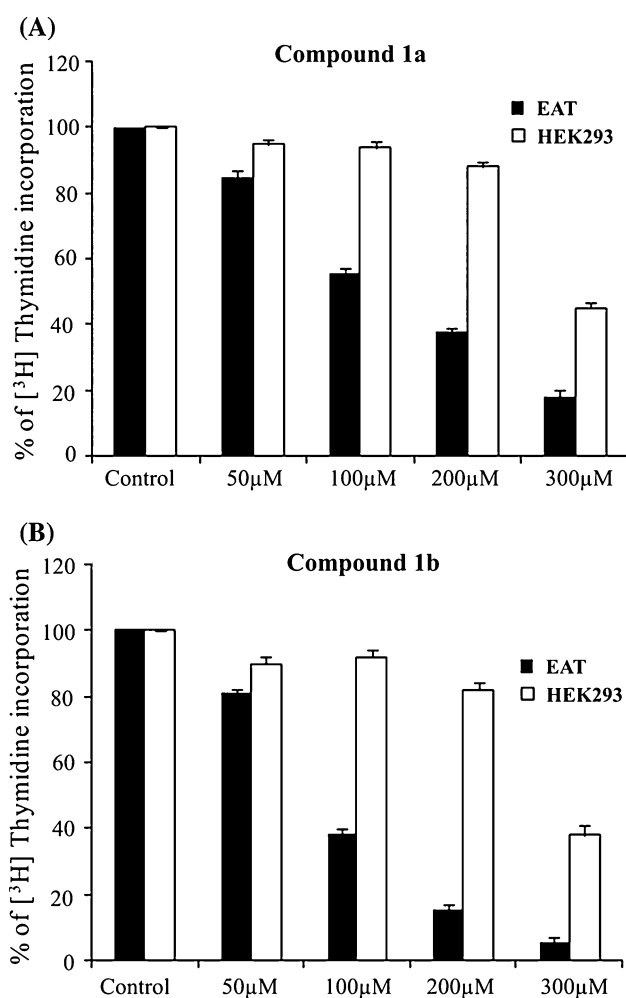 (A)
Compound 1a
120
100
80
60
40
20
0
% of [³H] Thymidine incorporation
EAT
HEK293
Control 50µM 100µM 200µM 300µM
(B)
Compound 1b
120
100
80
60
40
20
0
% of [³H] Thymidine incorporation
EAT
HEK293
Control 50µM 100µM 200µM 300µM